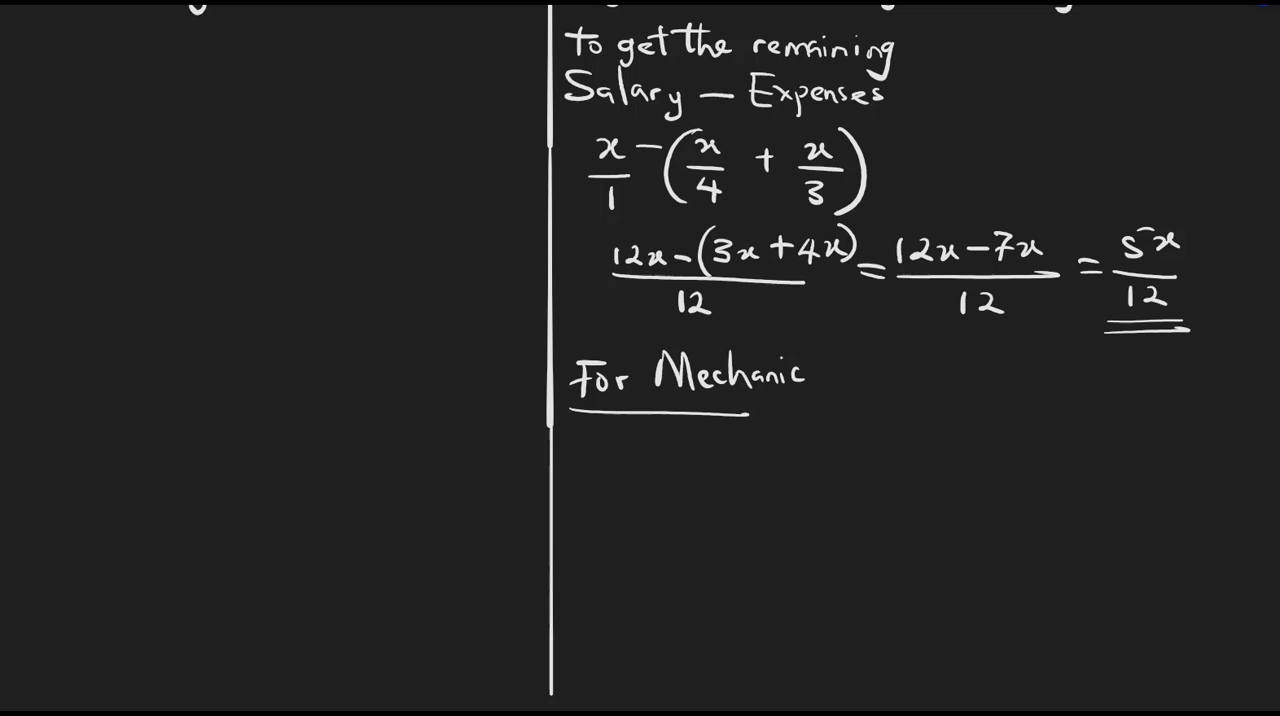 To get the remaining
Salary — Expenses
x/1 - (x/4 + x/3)
12x-(3x+4x)/12 = 12x-7x/12 = 5x/12
For Mechanic